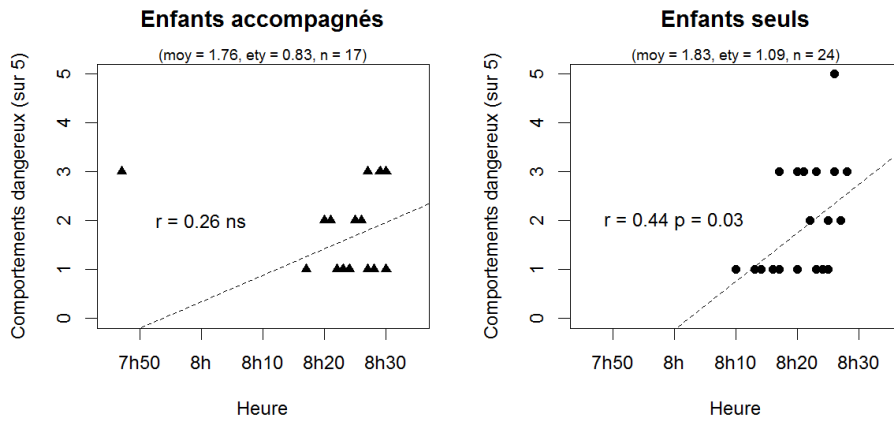 Enfants accompagnés
(moy = 1.76, ety = 0.83, n = 17)
Comportements dangereux (sur 5)
5
4
3
2
1
0
r = 0.26 ns
7h50 8h 8h10 8h20 8h30
Heure
Enfants seuls
(moy = 1.83, ety = 1.09, n = 24)
Comportements dangereux (sur 5)
5
4
3
2
1
0
r = 0.44 p = 0.03
7h50 8h 8h10 8h20 8h30
Heure